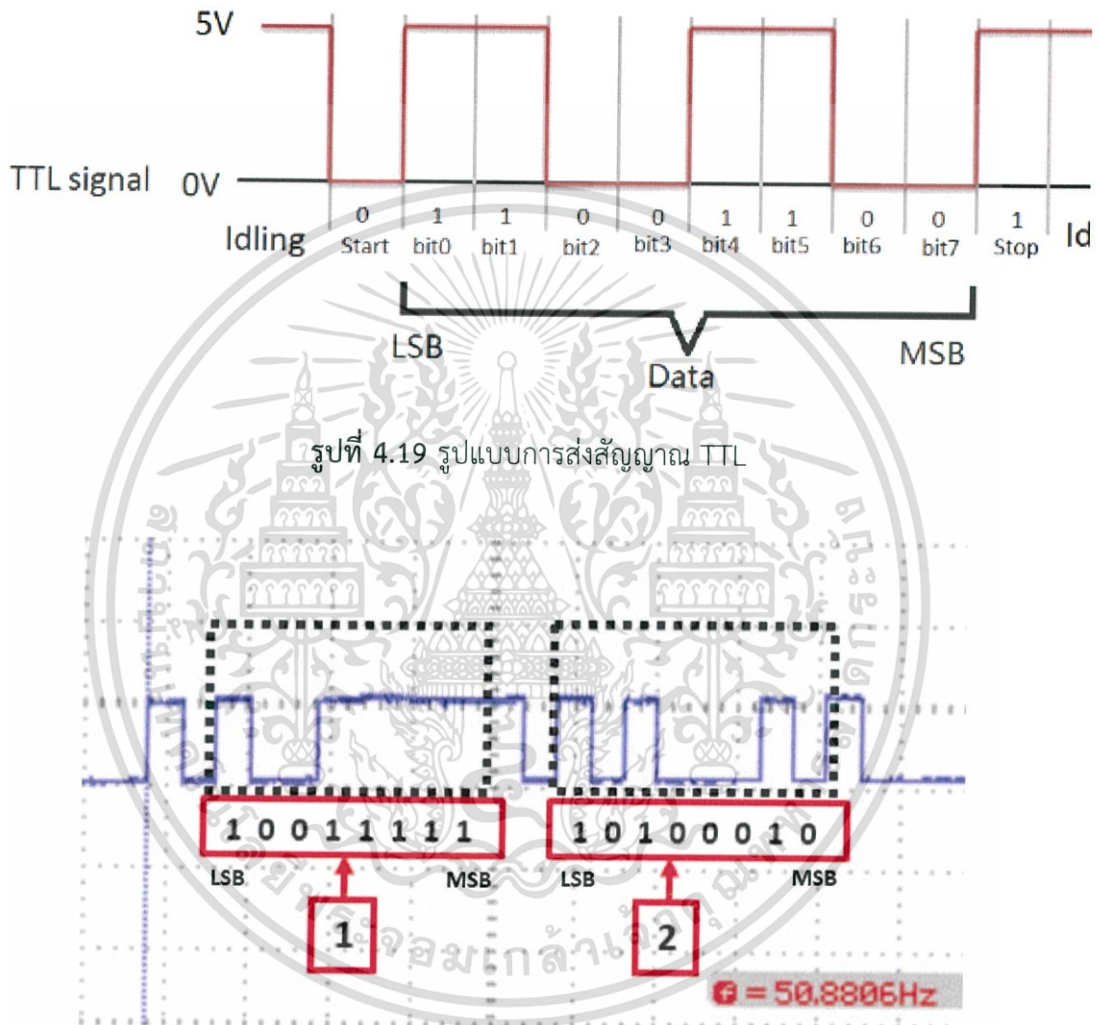 5V
TTL signal 0V
Idling 0 1 1 0 0 1 1 0 0 1 Id
Start bit0 bit1 bit2 bit3 bit4 bit5 bit6 bit7 Stop
LSB MSB
Data
รูปที่ 4.19 รูปแบบการส่งสัญญาณ TTL
1 0 0 1 1 1 1 1 1 0 1 0 0 0 1 0
LSB MSB LSB MSB
1 2
f = 50.8806Hz